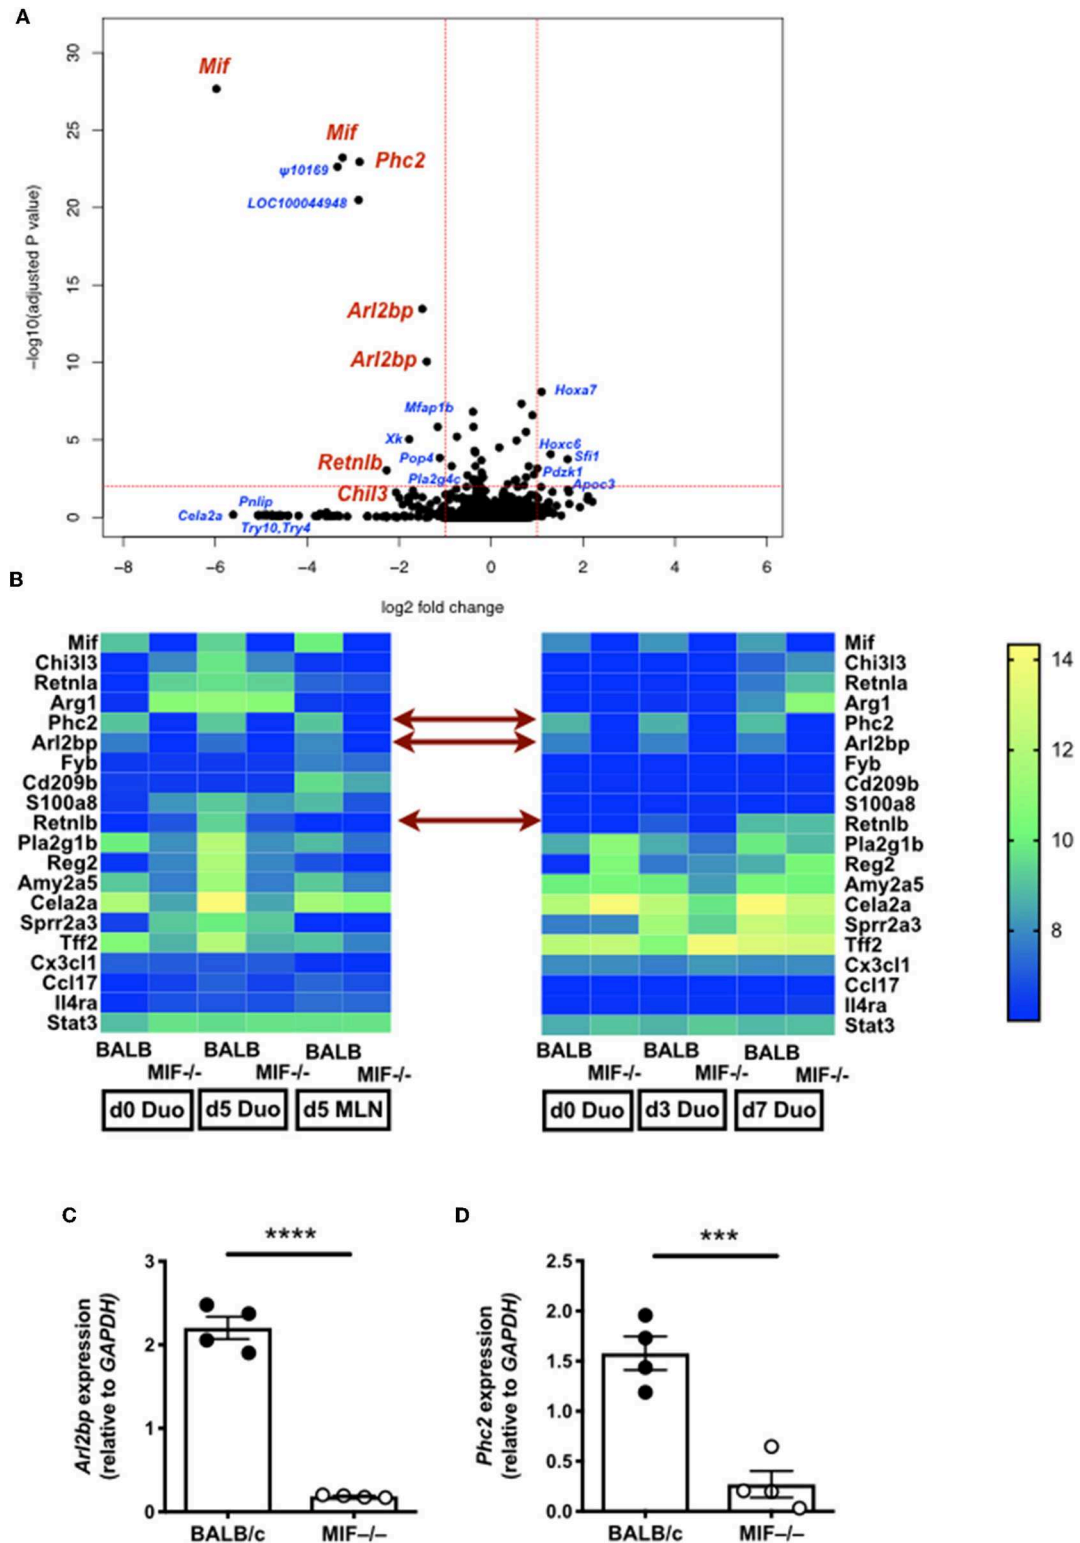 A
30
25
20
15
10
5
0
−log10(adjusted P value)
Mif
Mif
Phc2
ψ10169
LOC100044948
Arl2bp
Arl2bp
Hoxa7
Mfap1b
Xk
Hoxc6
Pop4
Sfi1
Retnlb
Pdzk1
Pla2g4c
Apoc3
Chil3
Pnlip
Cela2a
Try10,Try4
−8 −6 −4 −2 0 2 4 6
log2 fold change
B
Mif
Chi3l3
Retnla
Arg1
Phc2
Arl2bp
Fyb
Cd209b
S100a8
Retnlb
Pla2g1b
Reg2
Amy2a5
Cela2a
Sprr2a3
Tff2
Cx3cl1
Ccl17
Il4ra
Stat3
BALB BALB BALB
MIF-/- MIF-/- MIF-/-
d0 Duo d5 Duo d5 MLN
Mif
Chi3l3
Retnla
Arg1
Phc2
Arl2bp
Fyb
Cd209b
S100a8
Retnlb
Pla2g1b
Reg2
Amy2a5
Cela2a
Sprr2a3
Tff2
Cx3cl1
Ccl17
Il4ra
Stat3
BALB BALB BALB
MIF-/- MIF-/- MIF-/-
d0 Duo d3 Duo d7 Duo
14
12
10
8
C
****
3
2
1
0
Arl2bp expression
(relative to GAPDH)
BALB/c MIF–/–
D
***
2.5
2.0
1.5
1.0
0.5
0.0
Phc2 expression
(relative to GAPDH)
BALB/c MIF–/–